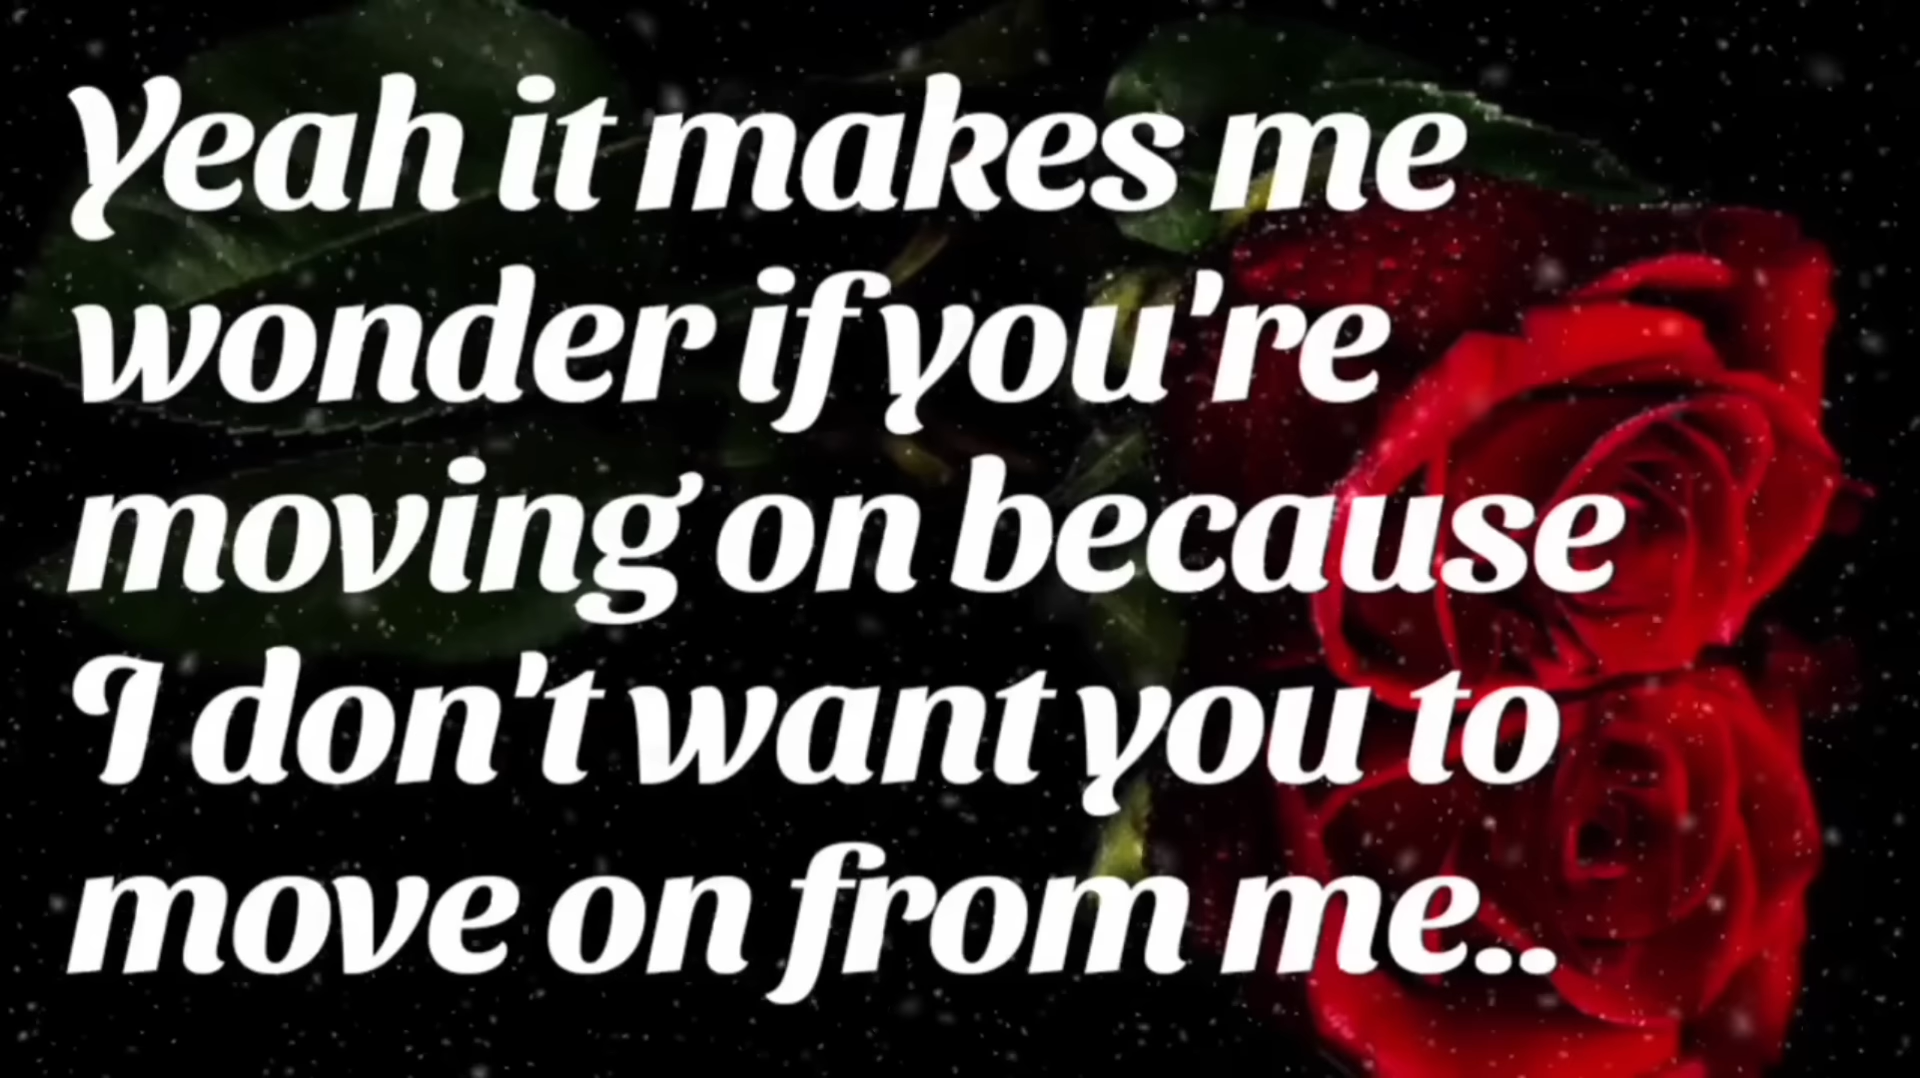 Yeah it makes me
wonder if you're
moving on because
I don't want you to
move on from me..